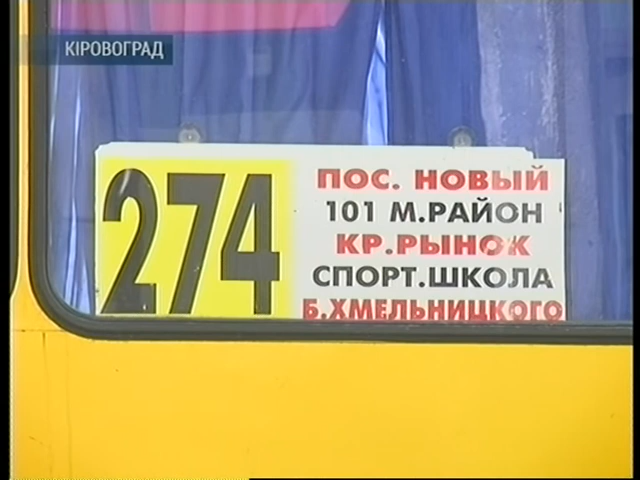 КІРОВОГРАД
274
ПОС. НОВЫЙ
101 М.РАЙОН
КР.РЫНОК
СПОРТ.ШКОЛА
Б.ХМЕЛЬНИЦКОГО